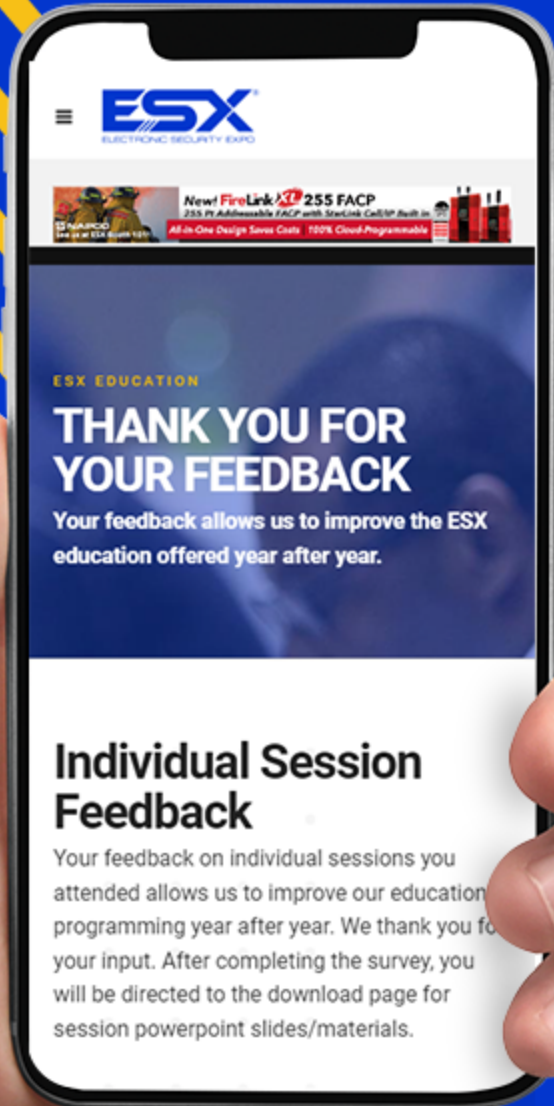 ESX
ELECTRONIC SECURITY EXPO
New! FireLink XL 255 FACP
255 Pt Addressable FACP with StarLink Cell/IP Built in
NAPCO
All-in-One Design Saves Costs 100% Cloud-Programmable
ESX EDUCATION
THANK YOU FOR
YOUR FEEDBACK
Your feedback allows us to improve the ESX
education offered year after year.
Individual Session
Feedback
Your feedback on individual sessions you
attended allows us to improve our education
programming year after year. We thank you fo
your input. After completing the survey, you
will be directed to the download page for
session powerpoint slides/materials.